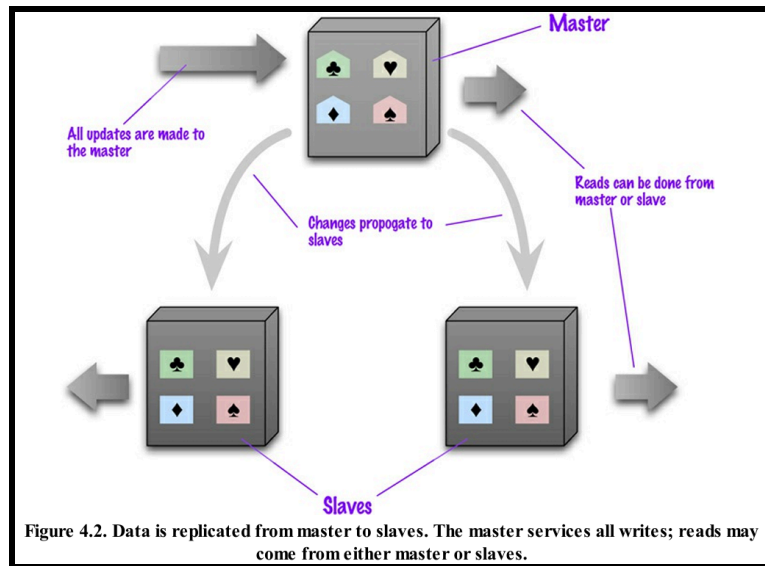 Master
All updates are made to
the master
Reads can be done from
master or slave
Changes propogate to
slaves
Slaves
Figure 4.2. Data is replicated from master to slaves. The master services all writes; reads may
come from either master or slaves.